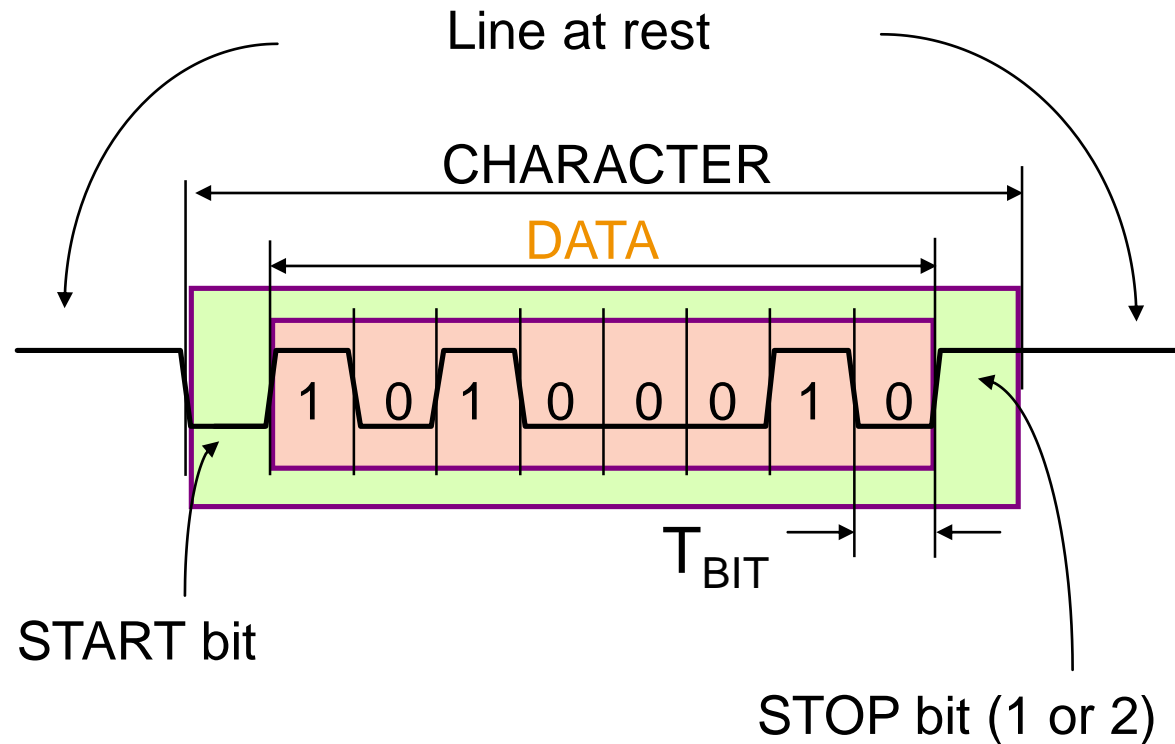 Line at rest
CHARACTER
DATA
1 0 1 0 0 0 1 0
TBIT
START bit
STOP bit (1 or 2)